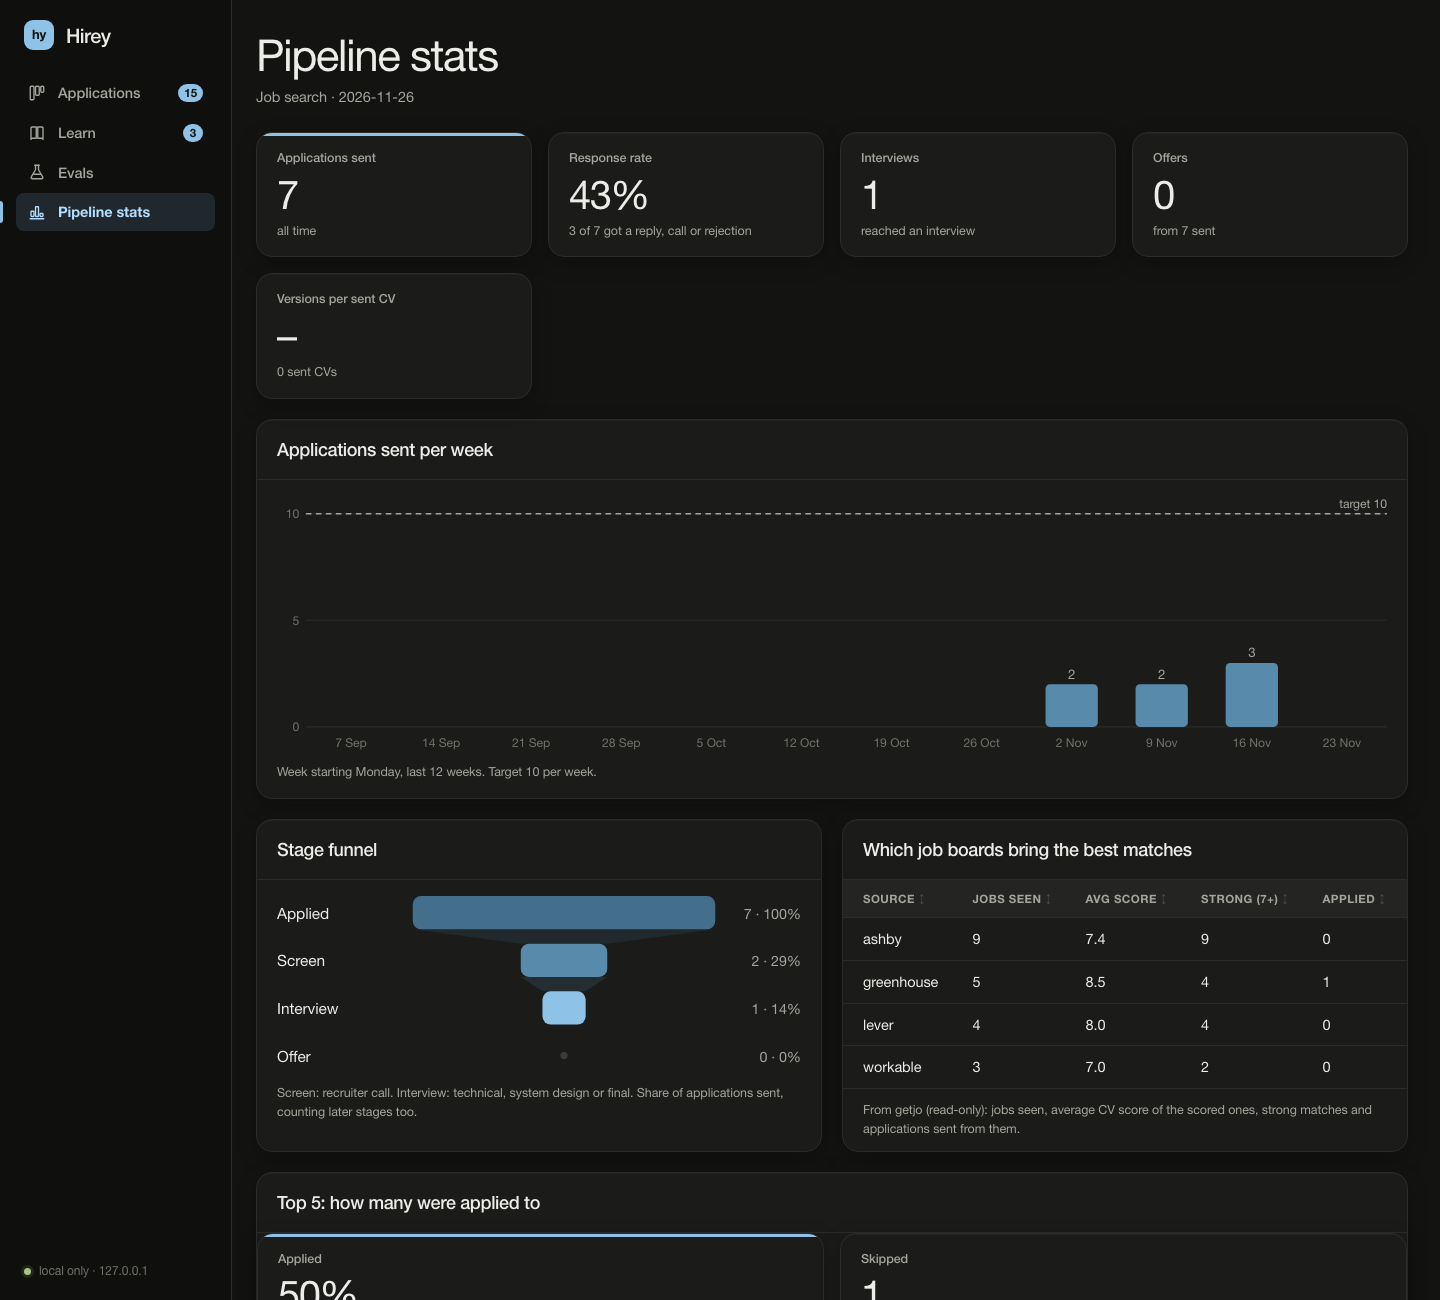 hy Hirey
Applications 15
Learn 3
Evals
Pipeline stats
local only · 127.0.0.1
Pipeline stats
Job search · 2026-11-26
Applications sent
7
all time
Response rate
43%
3 of 7 got a reply, call or rejection
Interviews
1
reached an interview
Offers
0
from 7 sent
Versions per sent CV
–
0 sent CVs
Applications sent per week
target 10
10
5
0
2 2 3
7 Sep 14 Sep 21 Sep 28 Sep 5 Oct 12 Oct 19 Oct 26 Oct 2 Nov 9 Nov 16 Nov 23 Nov
Week starting Monday, last 12 weeks. Target 10 per week.
Stage funnel
Applied 7 · 100%
Screen 2 · 29%
Interview 1 · 14%
Offer 0 · 0%
Screen: recruiter call. Interview: technical, system design or final. Share of applications sent,
counting later stages too.
Which job boards bring the best matches
SOURCE JOBS SEEN AVG SCORE STRONG (7+) APPLIED
ashby 9 7.4 9 0
greenhouse 5 8.5 4 1
lever 4 8.0 4 0
workable 3 7.0 2 0
From getjo (read-only): jobs seen, average CV score of the scored ones, strong matches and
applications sent from them.
Top 5: how many were applied to
Applied
50%
Skipped
1